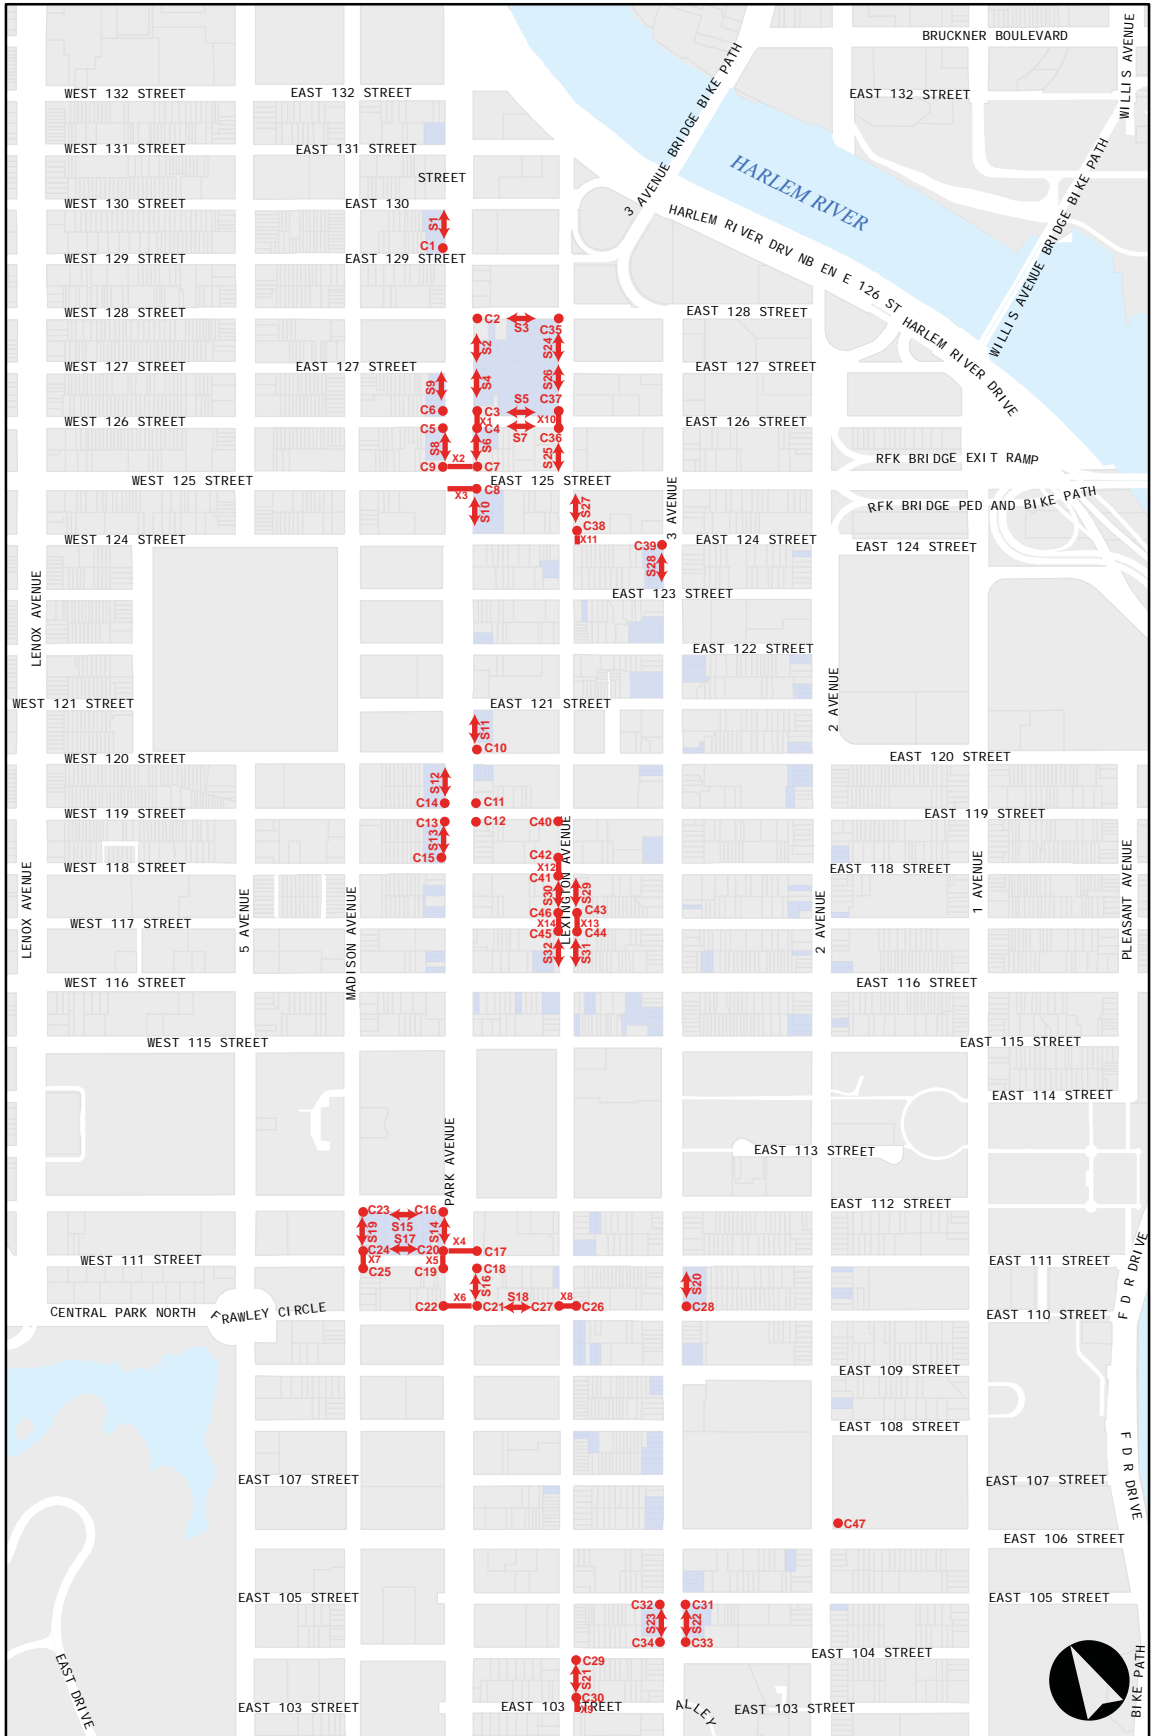 BRUCKNER BOULEVARD
WILLIS AVENUE
WEST 132 STREET
EAST 132 STREET
EAST 132 STREET
3 AVENUE BRIDGE BIKE PATH
WEST 131 STREET
EAST 131 STREET
HARLEM RIVER
WILLIS AVENUE BRIDGE BIKE PATH
STREET
WEST 130 STREET
EAST 130
HARLEM RIVER DRV NB EN E 126 ST
HARLEM RIVER DRIVE
S1
C1
WEST 129 STREET
EAST 129 STREET
WEST 128 STREET
C2
S3
C35
EAST 128 STREET
S2
S24
WEST 127 STREET
EAST 127 STREET
EAST 127 STREET
S9
S4
S26
S5
C37
C6
C3
WEST 126 STREET
X1
X10
EAST 126 STREET
C5
C4
S7
C36
S8
S6
S25
X2
C9
C7
RFK BRIDGE EXIT RAMP
WEST 125 STREET
EAST 125 STREET
C8
X3
S10
S27
3 AVENUE
RFK BRIDGE PED AND BIKE PATH
C38
WEST 124 STREET
X11
C39
EAST 124 STREET
EAST 124 STREET
S28
LENOX AVENUE
EAST 123 STREET
EAST 122 STREET
WEST 121 STREET
EAST 121 STREET
2 AVENUE
S11
C10
WEST 120 STREET
EAST 120 STREET
S12
C14
C11
WEST 119 STREET
EAST 119 STREET
C13
C12
C40
S13
LEXINGTON AVENUE
C15
C42
WEST 118 STREET
X12
EAST 118 STREET
C41
LENOX AVENUE
5 AVENUE
MADISON AVENUE
S30
S29
2 AVENUE
1 AVENUE
PLEASANT AVENUE
C46
C43
WEST 117 STREET
X14
X13
C45
C44
S32
S31
WEST 116 STREET
EAST 116 STREET
WEST 115 STREET
EAST 115 STREET
EAST 114 STREET
PARK AVENUE
EAST 113 STREET
EAST 112 STREET
C23
C16
S19
S15
S14
S17
X4
C24
C20
C17
WEST 111 STREET
X7
X5
EAST 111 STREET
C25
C19
C18
S16
S20
F D R DRIVE
X6
S18
X8
C22
C21
C27
C26
C28
CENTRAL PARK NORTH
FRAWLEY CIRCLE
EAST 110 STREET
EAST 109 STREET
EAST 108 STREET
F D R DRIVE
EAST 107 STREET
EAST 107 STREET
C47
EAST 106 STREET
EAST 105 STREET
EAST 105 STREET
C32
C31
S23
S22
C34
C33
EAST 104 STREET
C29
EAST DRIVE
S21
C30
X9
EAST 103 STREET
EAST 103 STREET
ALLEY
EAST 103 STREET
BIKE PATH